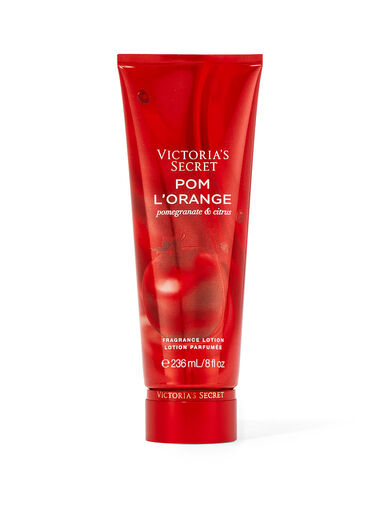 VICTORIA'S
SECRET
POM
L'ORANGE
pomegranate & citrus
FRAGRANCE LOTION
LOTION PARFUMÉE
℮ 236 mL/8 fl oz
VICTORIA'S SECRET